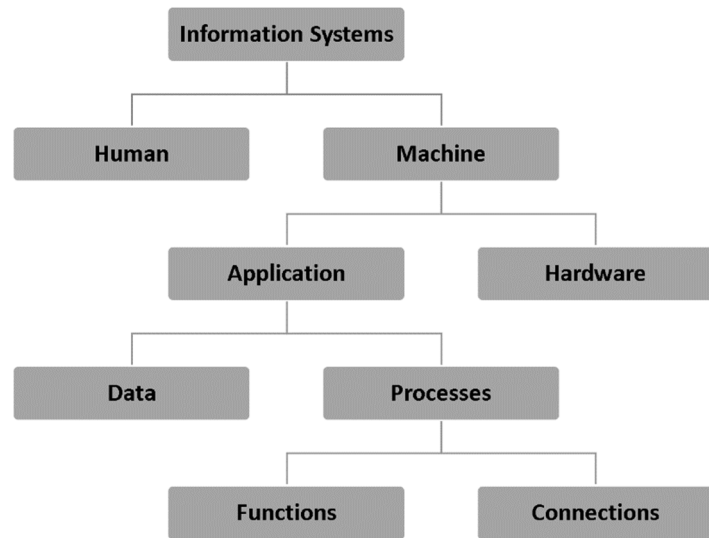 Information Systems
Human
Machine
Application
Hardware
Data
Processes
Functions
Connections